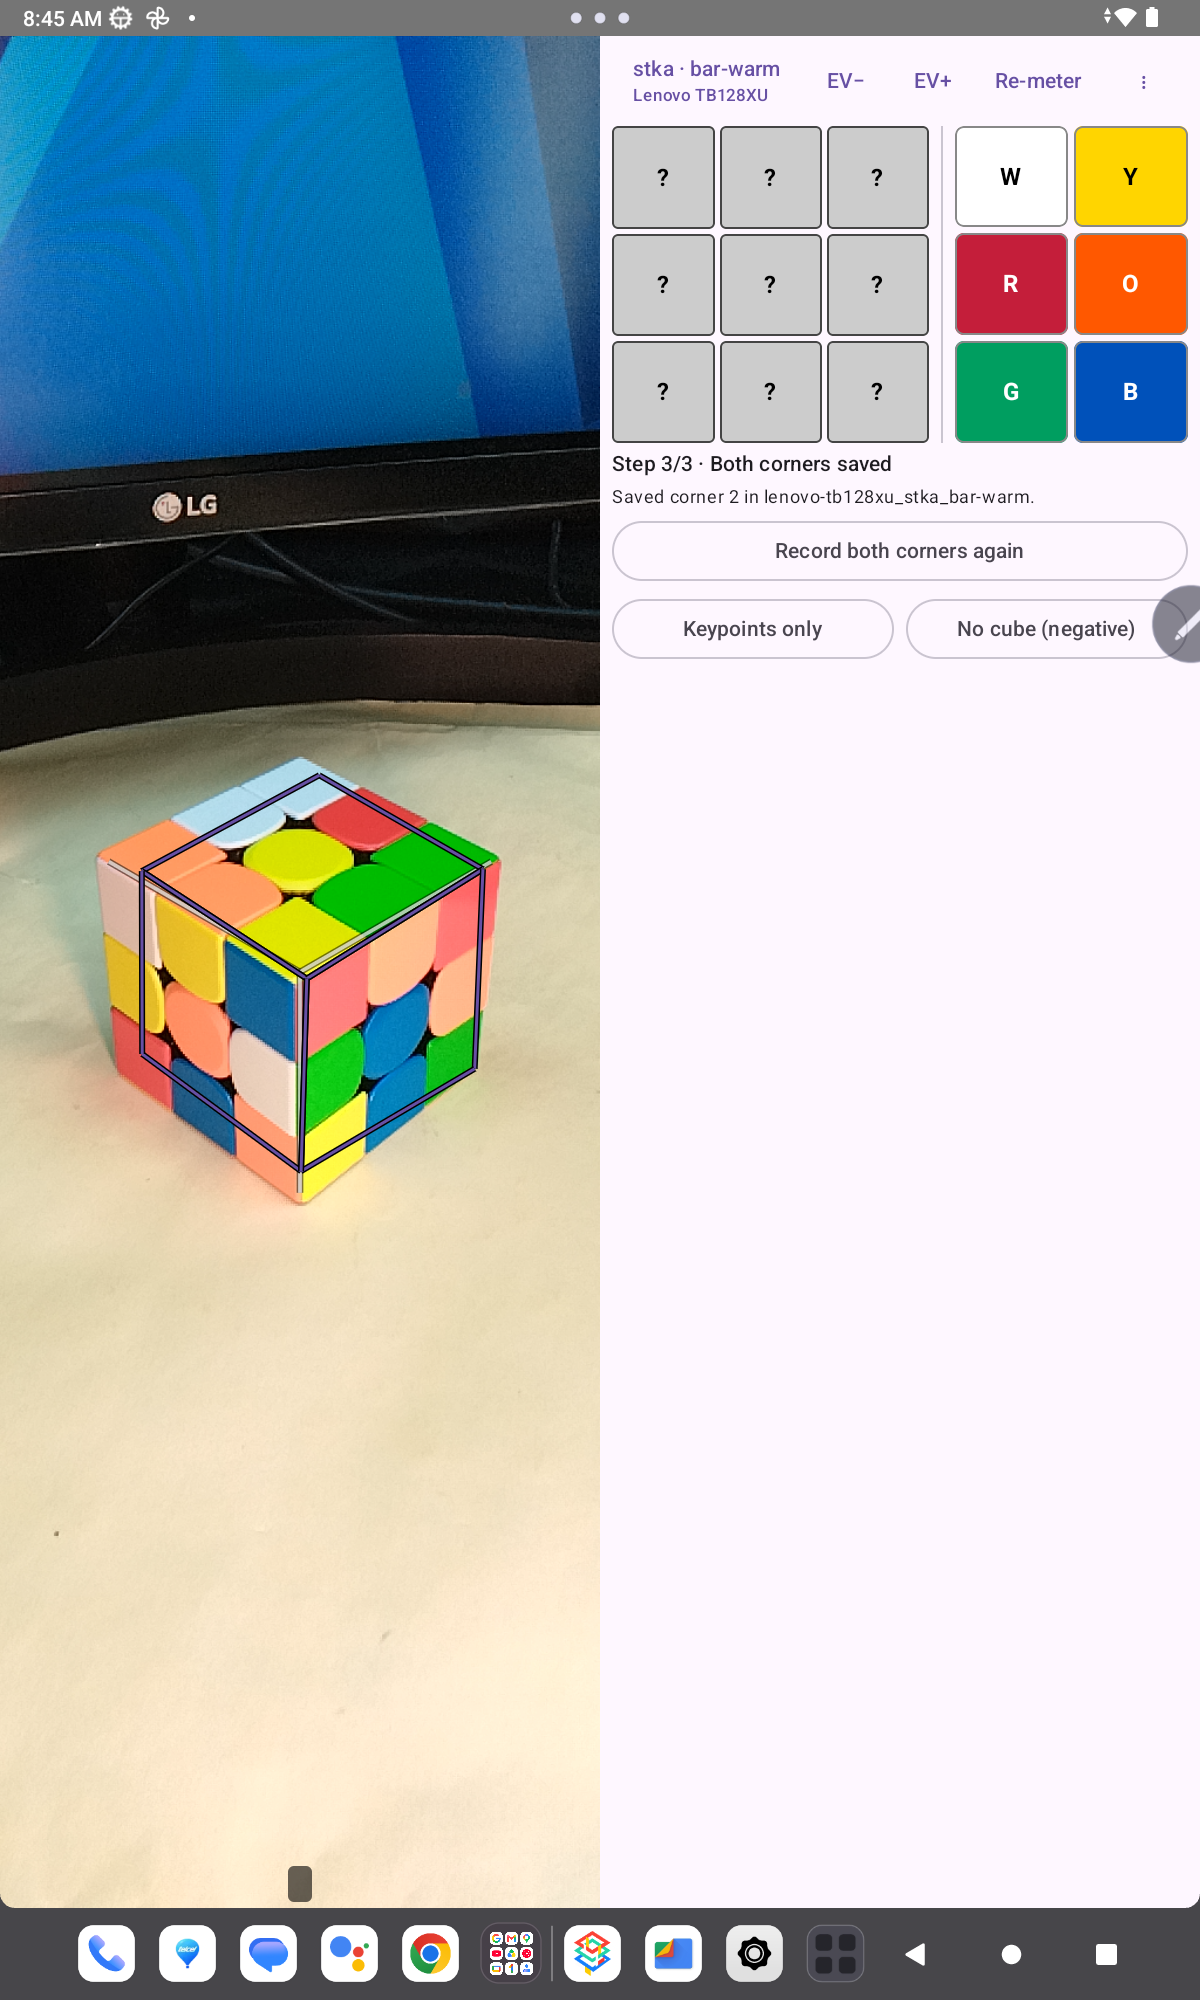 8:45 AM
stka · bar-warm
Lenovo TB128XU
EV−
EV+
Re-meter
? ? ? W Y
? ? ? R O
? ? ? G B
LG
Step 3/3 · Both corners saved
Saved corner 2 in lenovo-tb128xu_stka_bar-warm.
Record both corners again
Keypoints only
No cube (negative)